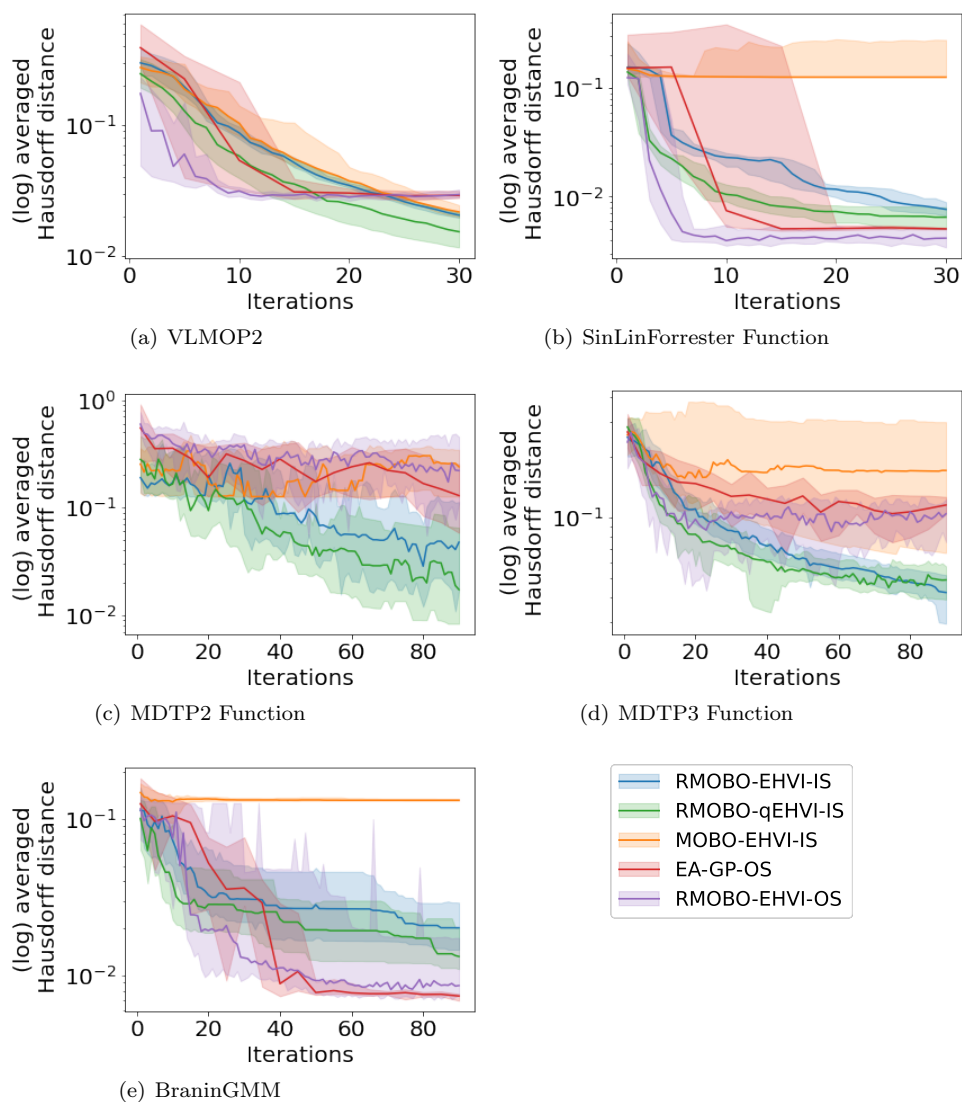 (log) averaged
Hausdorff distance
10⁻¹
10⁻²
0
10
20
30
Iterations
(a) VLMOP2
(log) averaged
Hausdorff distance
10⁻¹
10⁻²
0
10
20
30
Iterations
(b) SinLinForrester Function
(log) averaged
Hausdorff distance
10⁰
10⁻¹
10⁻²
0
20
40
60
80
Iterations
(c) MDTP2 Function
(log) averaged
Hausdorff distance
10⁻¹
0
20
40
60
80
Iterations
(d) MDTP3 Function
(log) averaged
Hausdorff distance
10⁻¹
10⁻²
0
20
40
60
80
Iterations
(e) BraninGMM
RMOBO-EHVI-IS
RMOBO-qEHVI-IS
MOBO-EHVI-IS
EA-GP-OS
RMOBO-EHVI-OS